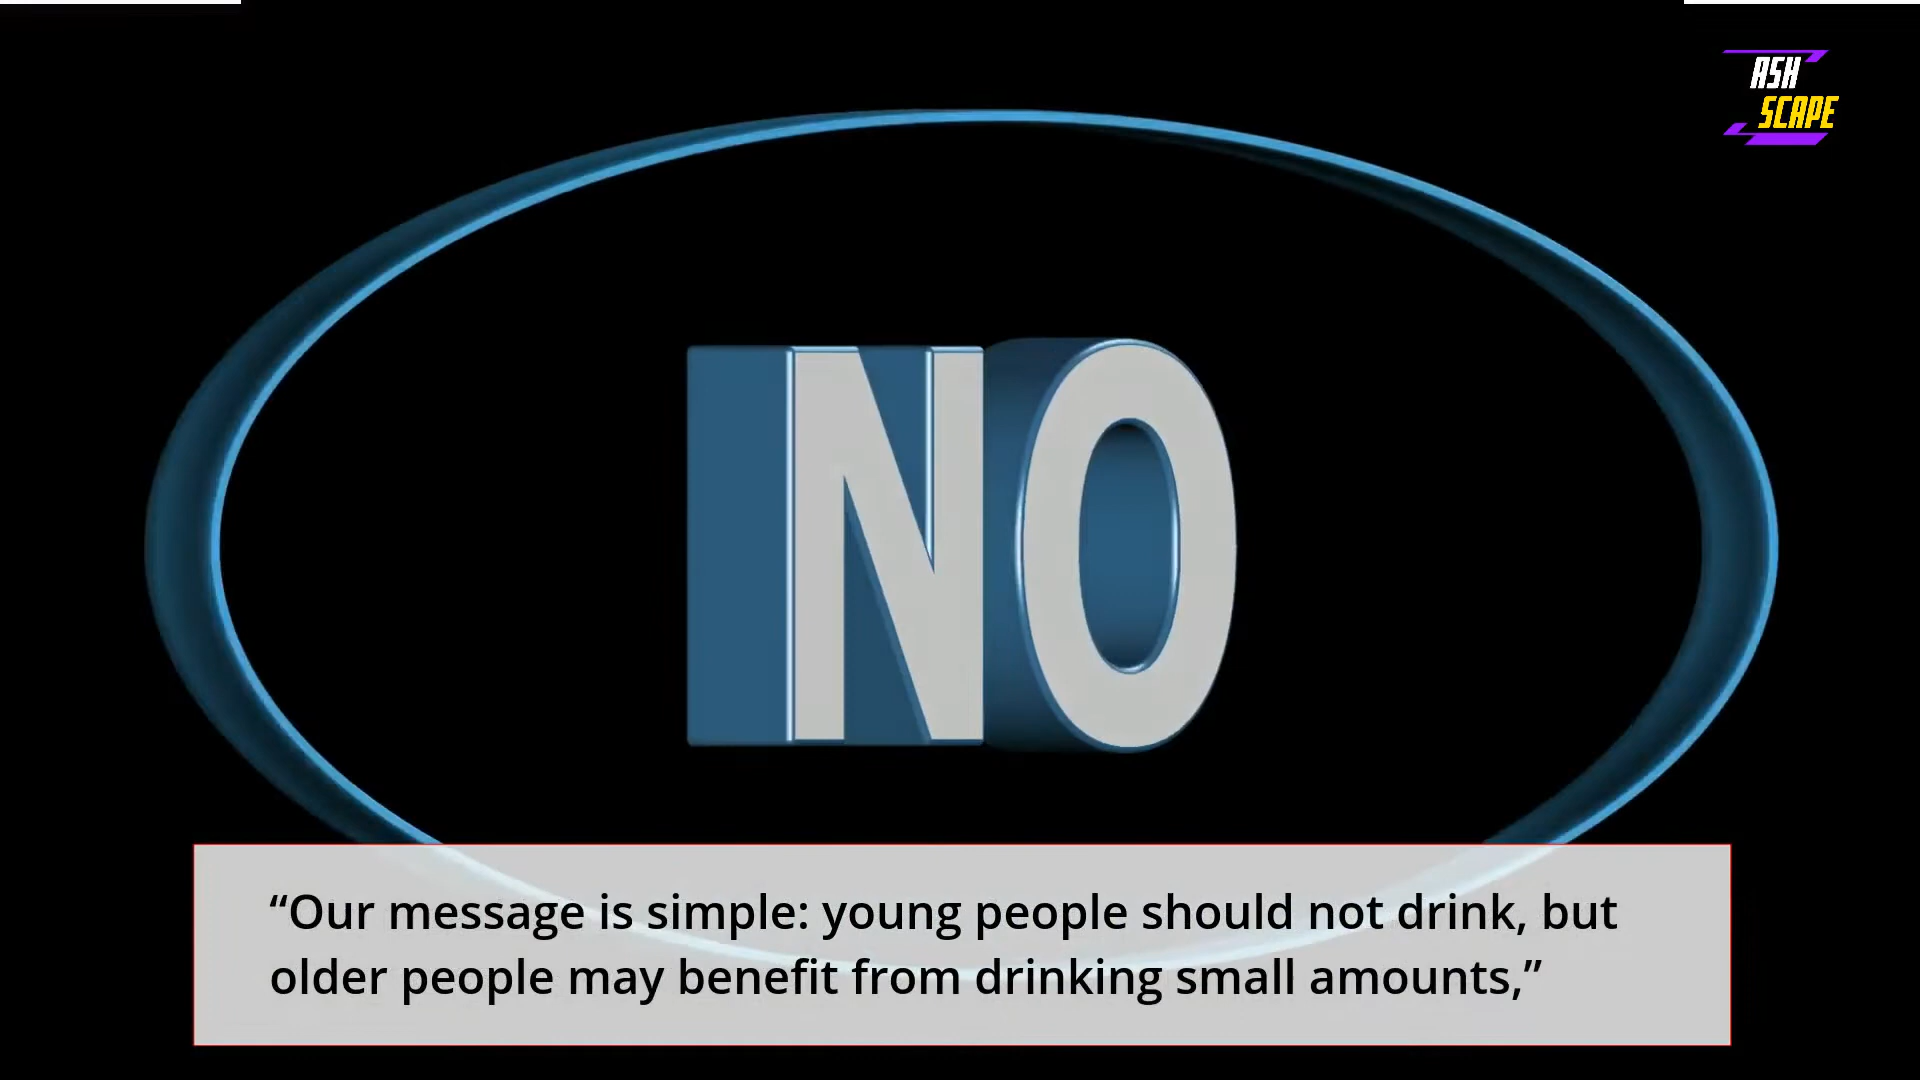 ASH
SCAPE
NO
“Our message is simple: young people should not drink, but
older people may benefit from drinking small amounts,”